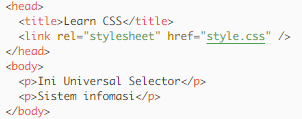 <head>
<title>Learn CSS</title>
<link rel="stylesheet" href="style.css" />
</head>
<body>
<p>Ini Universal Selector</p>
<p>Sistem infomasi</p>
</body>